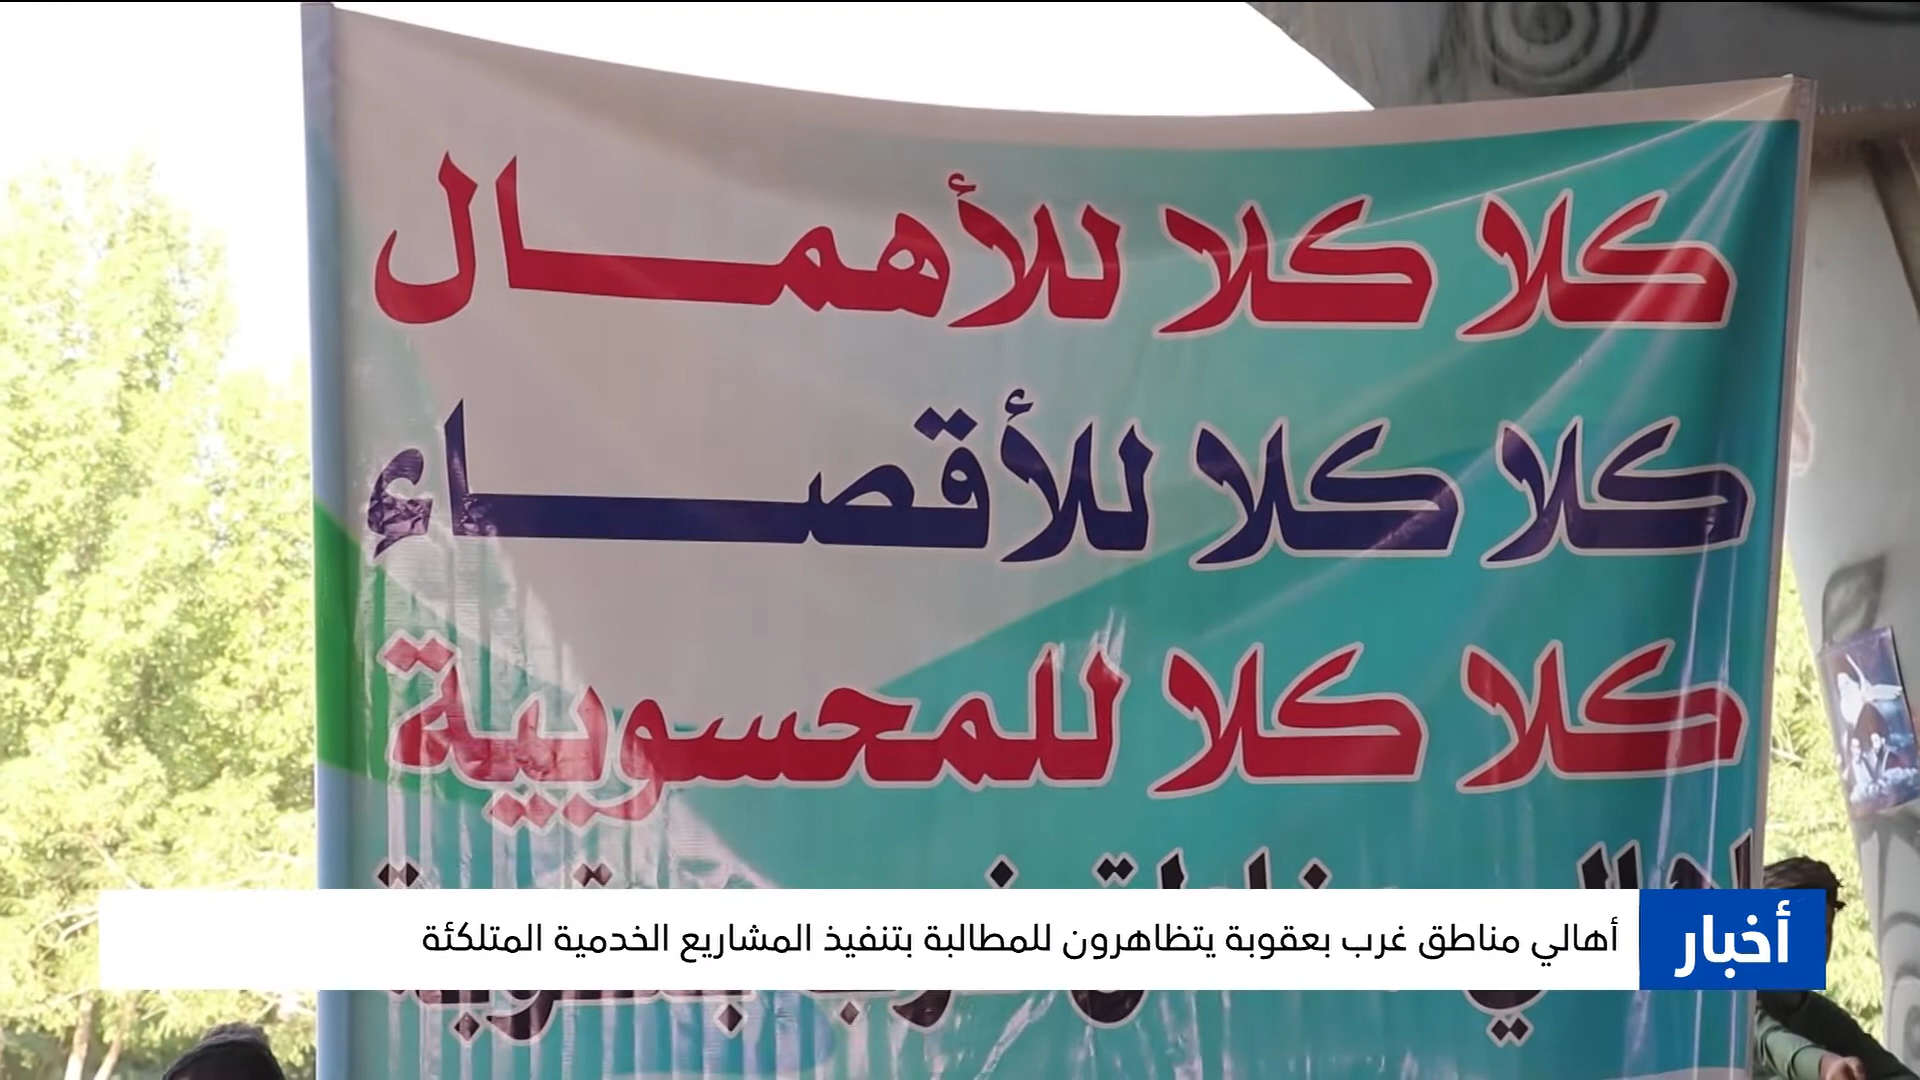 كلا كلا للأهمال
كلا كلا للأقصاء
كلا كلا للمحسوبية
أخبار
أهالي مناطق غرب بعقوبة يتظاهرون للمطالبة بتنفيذ المشاريع الخدمية المتلكئة